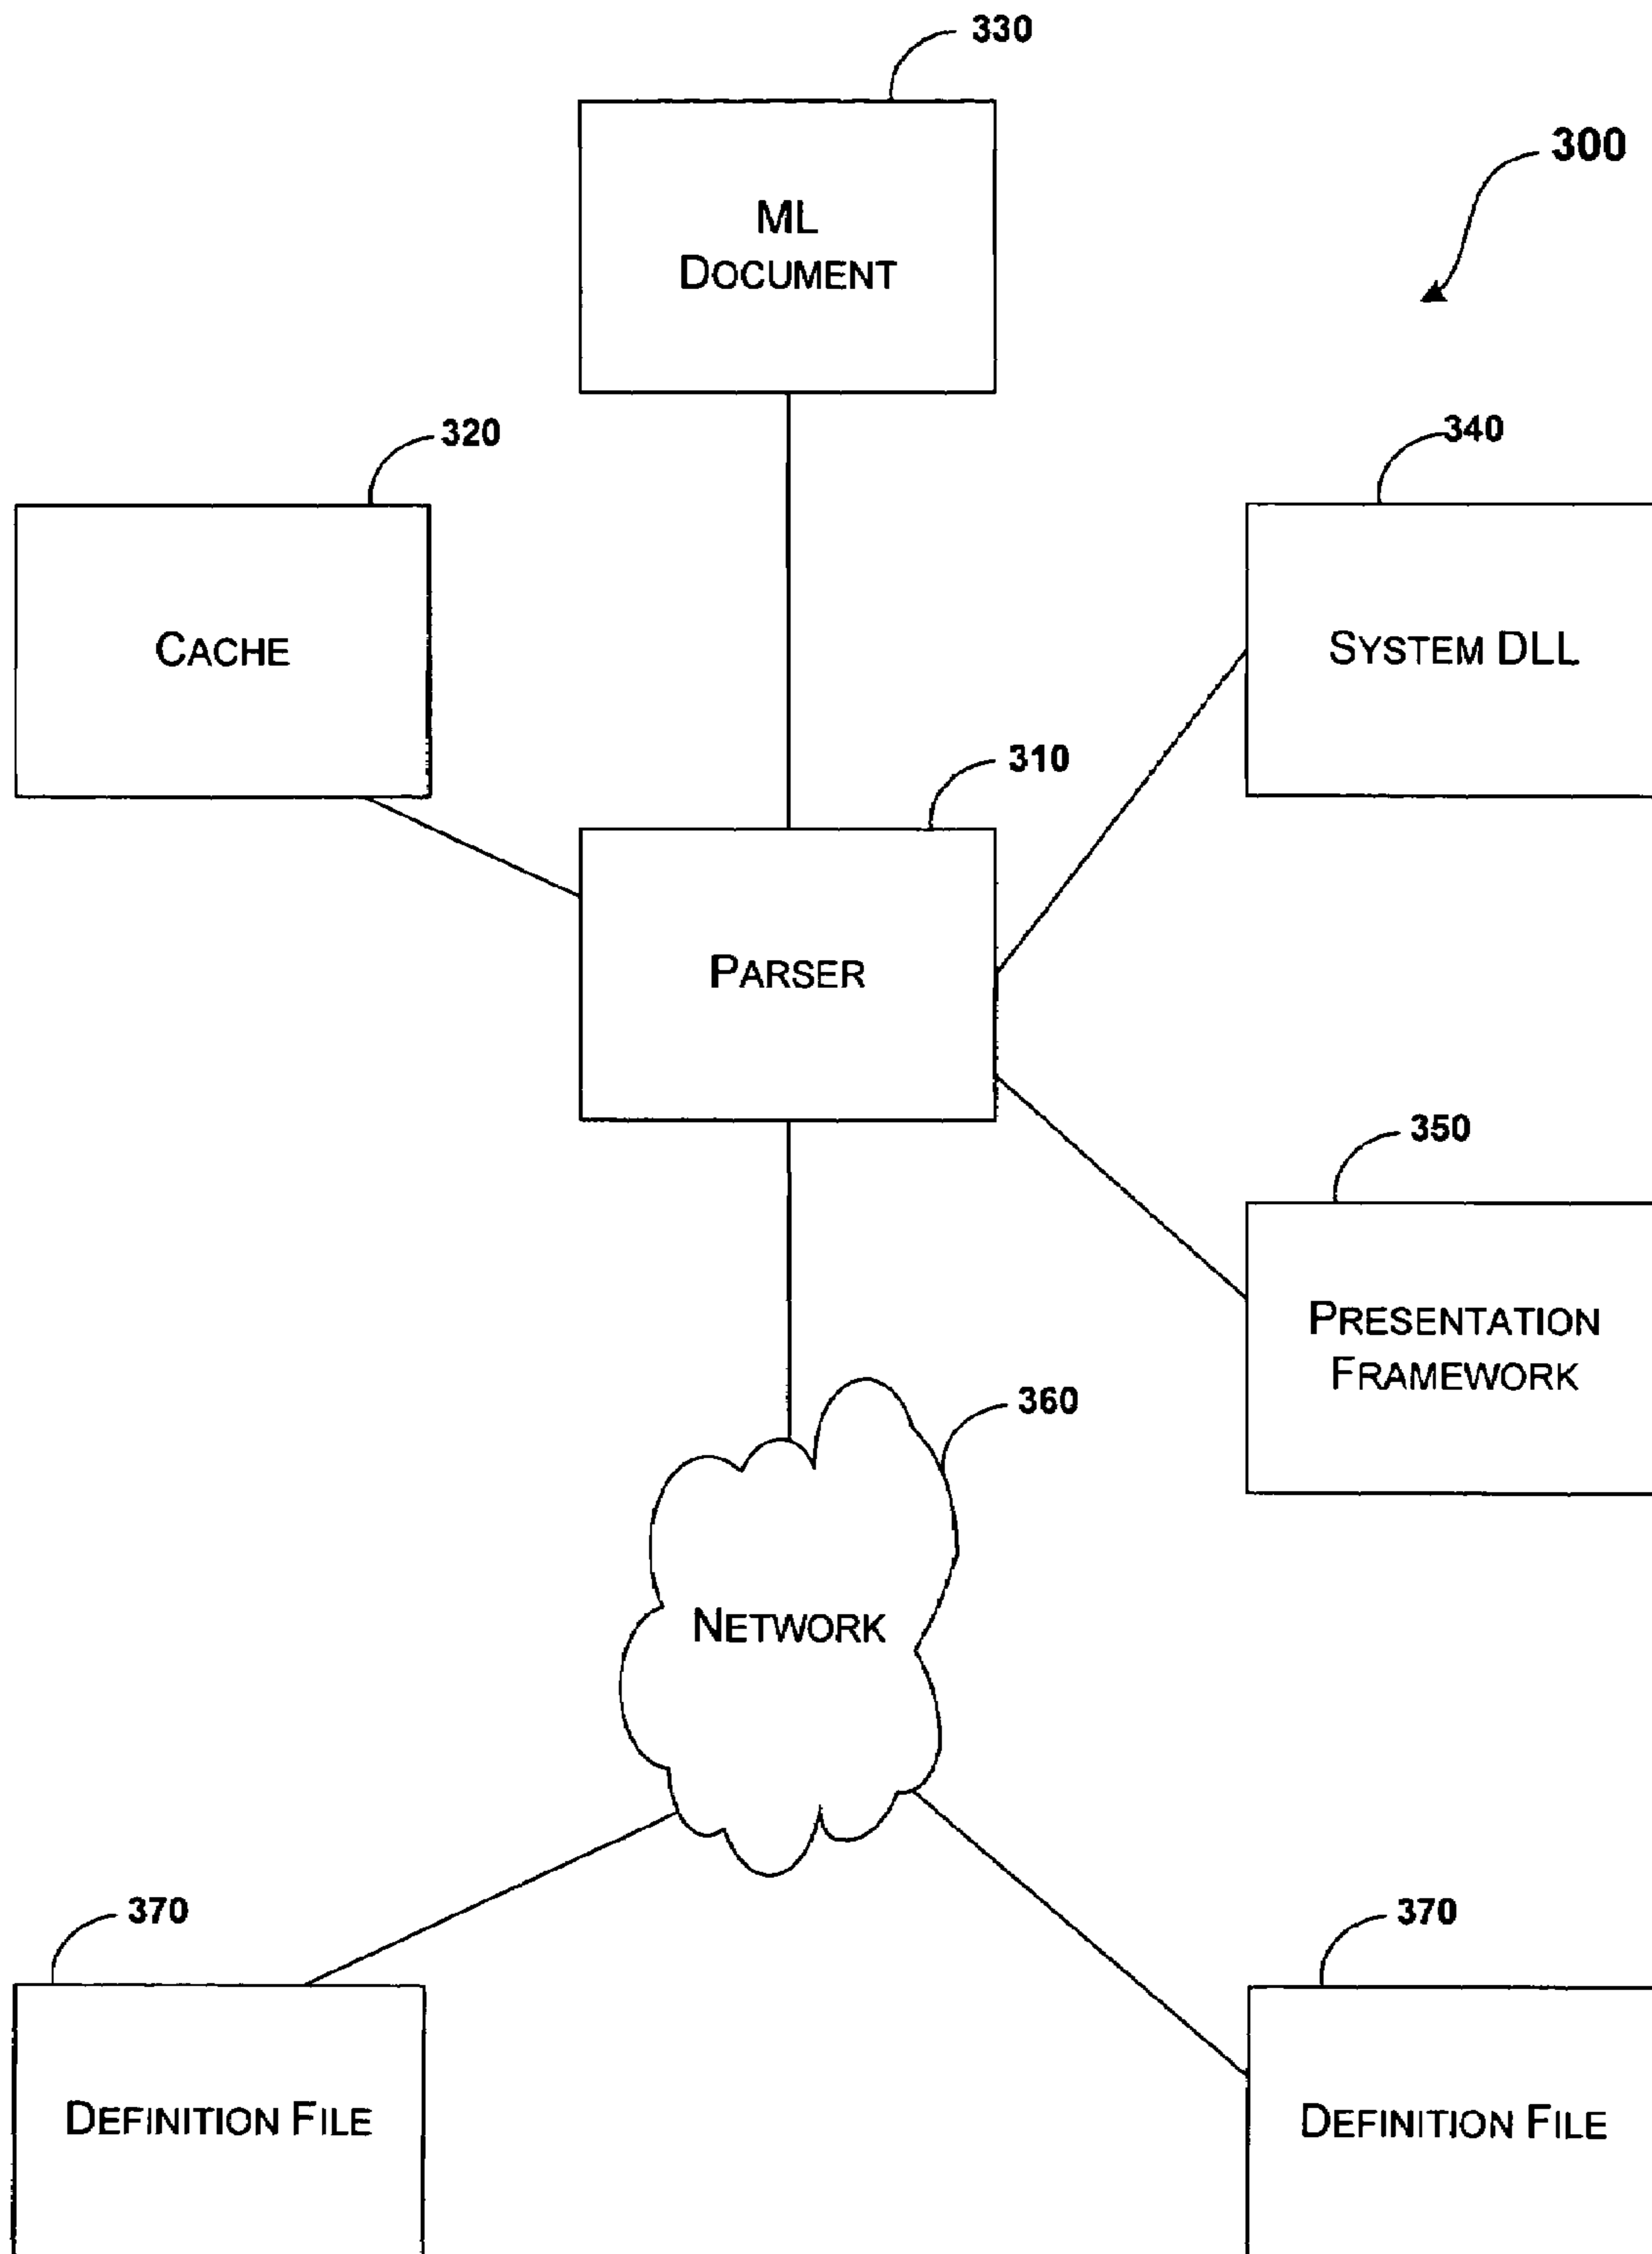 330
300
ML
DOCUMENT
320
340
CACHE
SYSTEM DLL
310
PARSER
350
PRESENTATION
FRAMEWORK
360
NETWORK
370
370
DEFINITION FILE
DEFINITION FILE